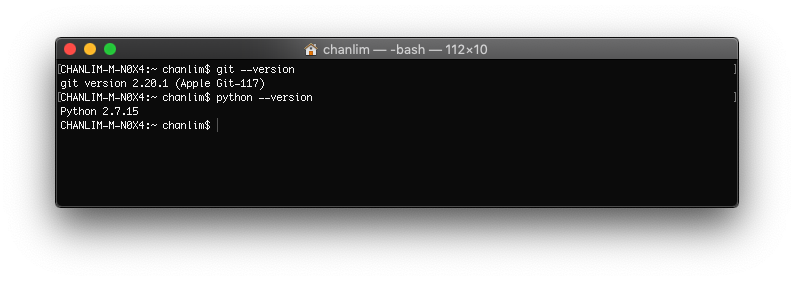 chanlim — -bash — 112×10
[CHANLIM-M-N0X4:~ chanlim$ git --version ]
git version 2.20.1 (Apple Git-117)
[CHANLIM-M-N0X4:~ chanlim$ python --version ]
Python 2.7.15
CHANLIM-M-N0X4:~ chanlim$